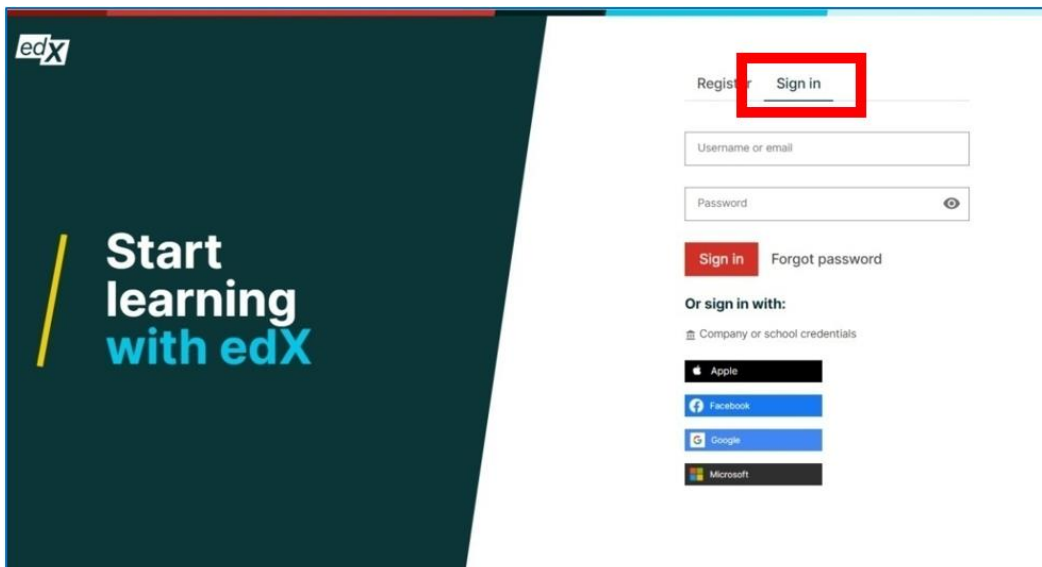 edX
Register Sign in
Username or email
Password
Sign in Forgot password
Or sign in with:
Company or school credentials
Apple
Facebook
G Google
Microsoft
Start
learning
with edX